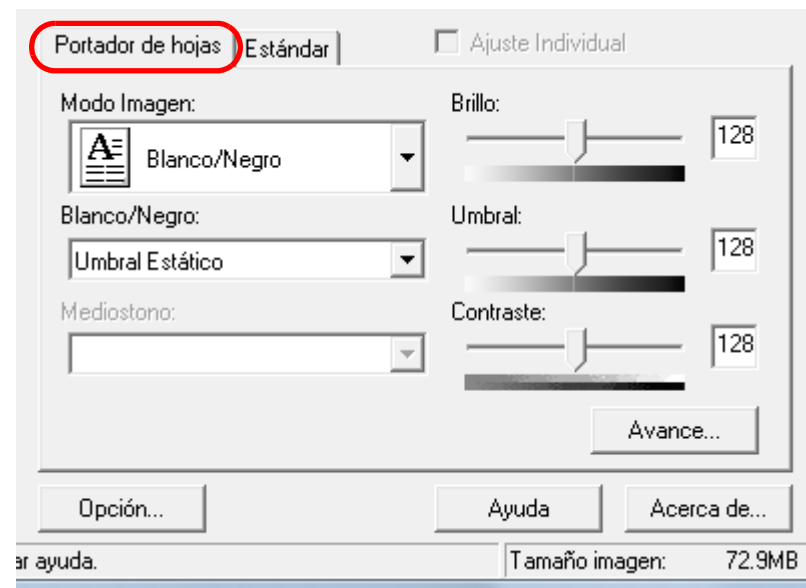 Portador de hojas Estándar Ajuste Individual
Modo Imagen:
Blanco/Negro
Brillo:
128
Blanco/Negro:
Umbral Estático
Umbral:
128
Mediostono:
Contraste:
128
Avance...
Opción... Ayuda Acerca de...
ar ayuda. Tamaño imagen: 72.9MB